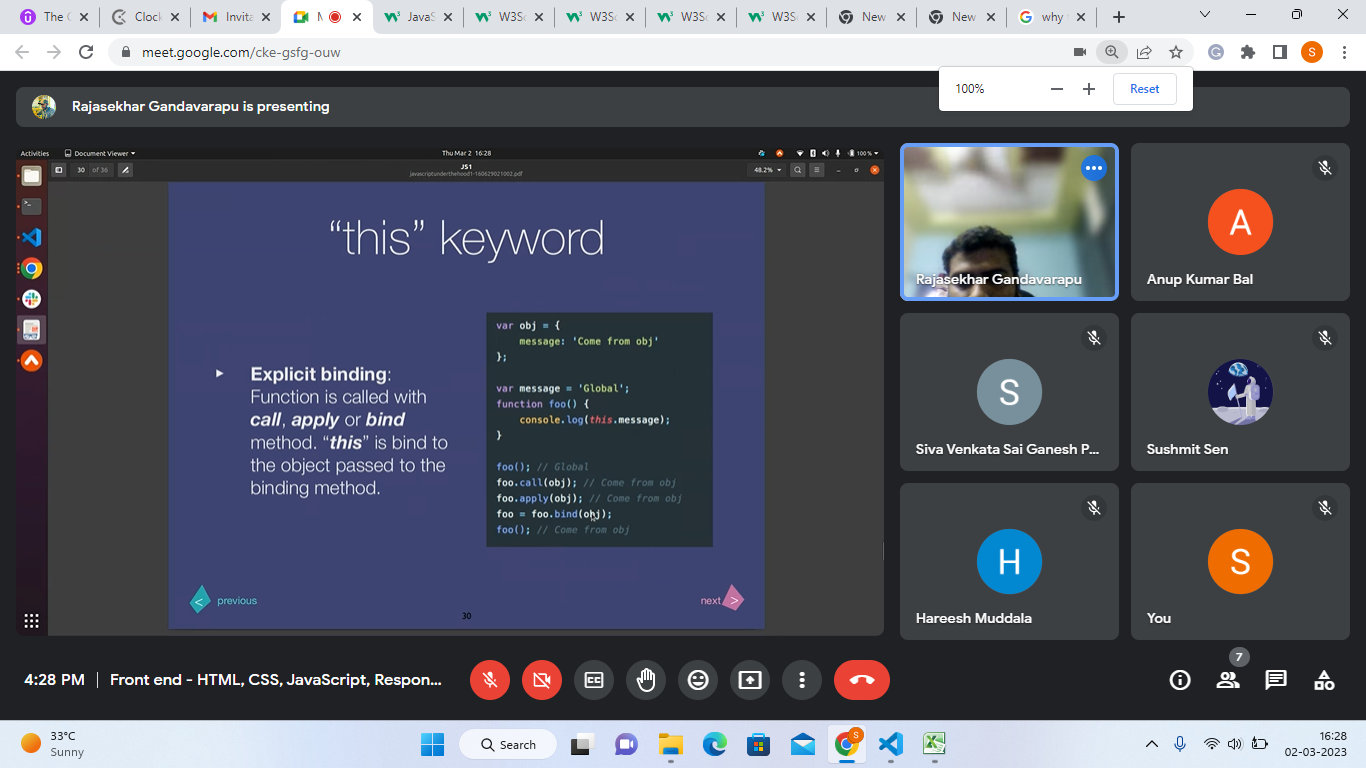 The C
Clock
Invita
M
JavaS
W3Sc
W3Sc
W3Sc
W3Sc
New
New
why
meet.google.com/cke-gsfg-ouw
S
100%
Reset
Rajasekhar Gandavarapu is presenting
Activities
Document Viewer
Thu Mar 2 16:28
100 %
30 of 36
JS1
javascriptunderthehood1-160629021002.pdf
48.2%
“this” keyword
Explicit binding:
Function is called with
call, apply or bind
method. “this” is bind to
the object passed to the
binding method.
var obj = {
message: 'Come from obj'
};
var message = 'Global';
function foo() {
console.log(this.message);
}
foo(); // Global
foo.call(obj); // Come from obj
foo.apply(obj); // Come from obj
foo = foo.bind(obj);
foo(); // Come from obj
< previous
next >
30
Rajasekhar Gandavarapu
A
Anup Kumar Bal
S
Siva Venkata Sai Ganesh P...
Sushmit Sen
H
Hareesh Muddala
S
You
4:28 PM | Front end - HTML, CSS, JavaScript, Respon...
7
33°C
Sunny
Search
S
16:28
02-03-2023